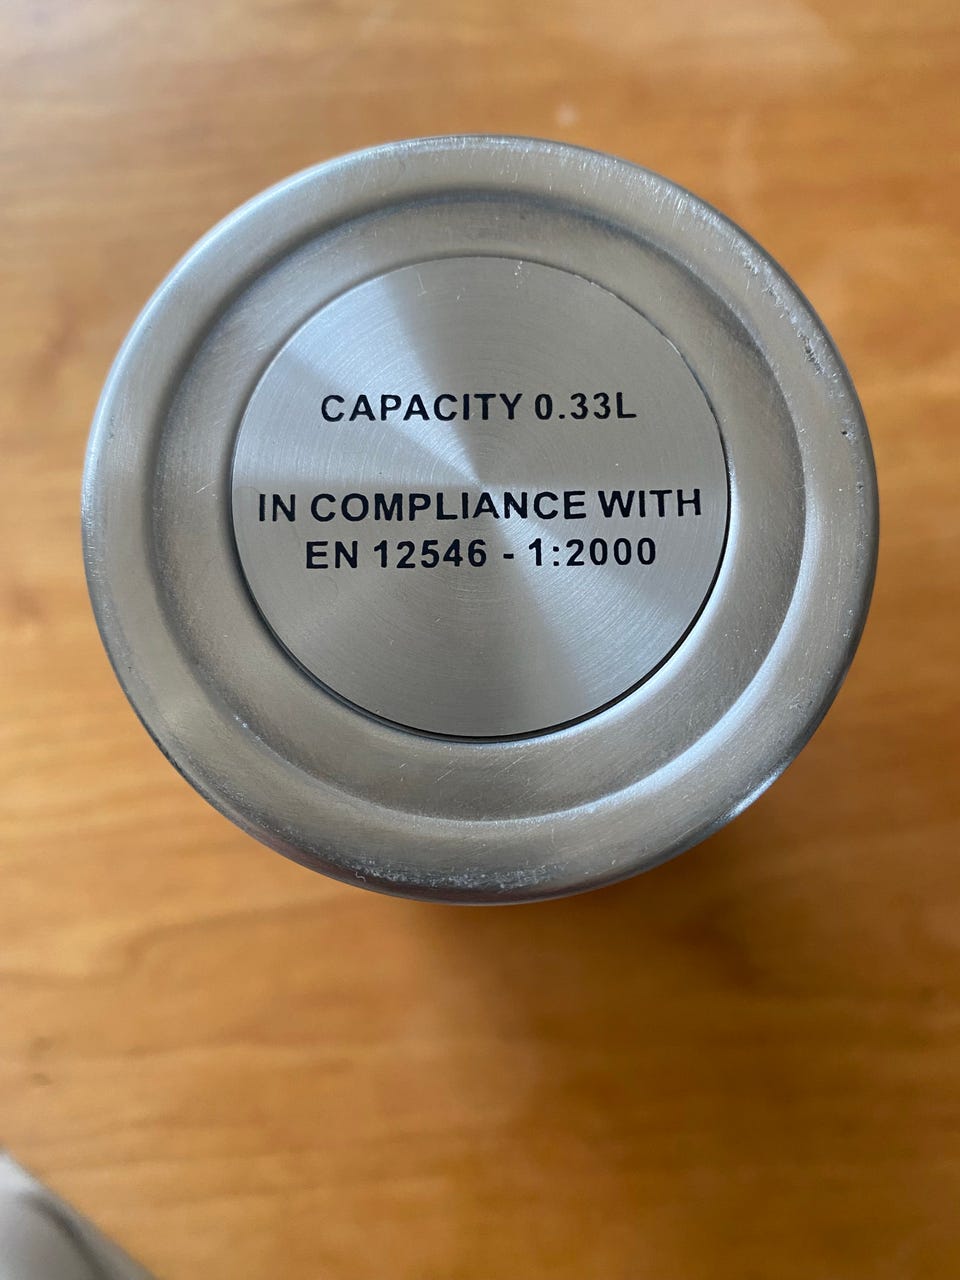 CAPACITY 0.33L
IN COMPLIANCE WITH
EN 12546 - 1:2000